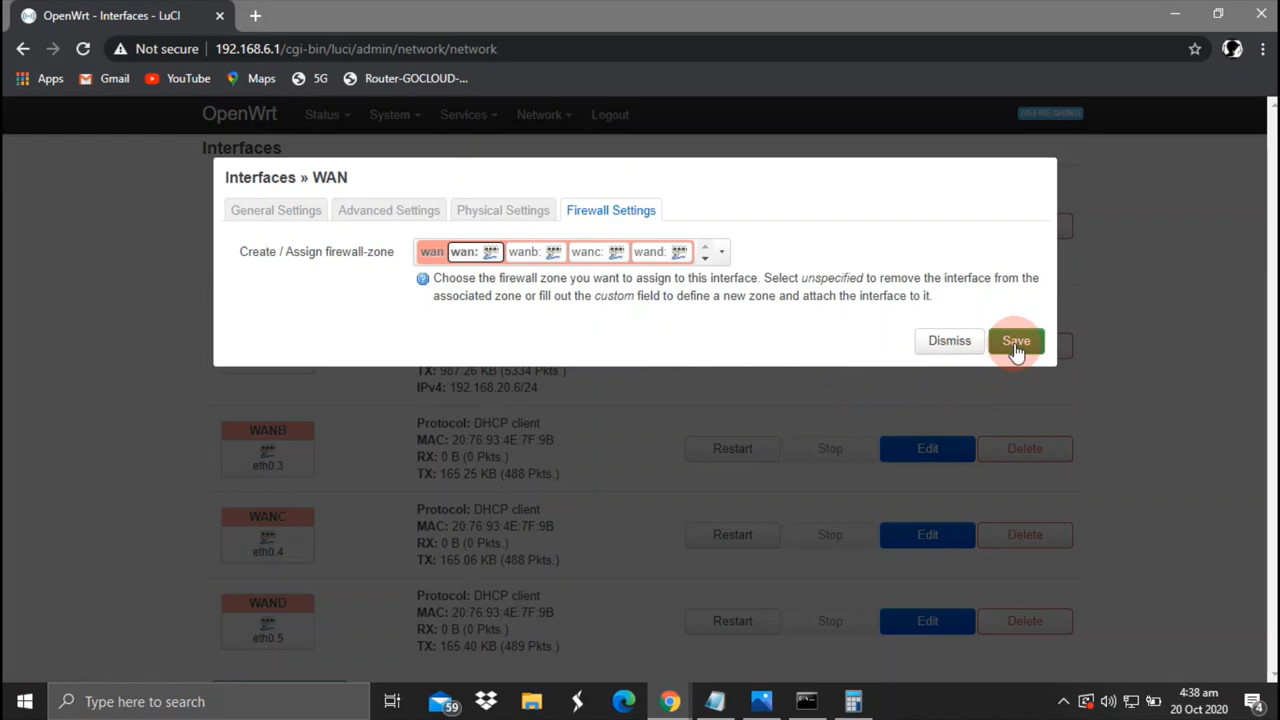 OpenWrt - Interfaces - LuCI
Not secure
192.168.6.1/cgi-bin/luci/admin/network/network
Apps
Gmail
YouTube
Maps
5G
Router-GOCLOUD-...
OpenWrt
Status
System
Services
Network
Logout
REFRESHING
Interfaces
Interfaces » WAN
General Settings
Advanced Settings
Physical Settings
Firewall Settings
Create / Assign firewall-zone
wan
wan:
wanb:
wanc:
wand:
Choose the firewall zone you want to assign to this interface. Select unspecified to remove the interface from the
associated zone or fill out the custom field to define a new zone and attach the interface to it.
Dismiss
Save
TX: 987.26 KB (5334 Pkts.)
IPv4: 192.168.20.6/24
WANB
eth0.3
Protocol: DHCP client
MAC: 20:76:93:4E:7F:9B
RX: 0 B (0 Pkts.)
TX: 165.25 KB (488 Pkts.)
Restart
Stop
Edit
Delete
WANC
eth0.4
Protocol: DHCP client
MAC: 20:76:93:4E:7F:9B
RX: 0 B (0 Pkts.)
TX: 165.06 KB (488 Pkts.)
Restart
Stop
Edit
Delete
WAND
eth0.5
Protocol: DHCP client
MAC: 20:76:93:4E:7F:9B
RX: 0 B (0 Pkts.)
TX: 165.40 KB (489 Pkts.)
Restart
Stop
Edit
Delete
Type here to search
59
4:38 am
20 Oct 2020
4